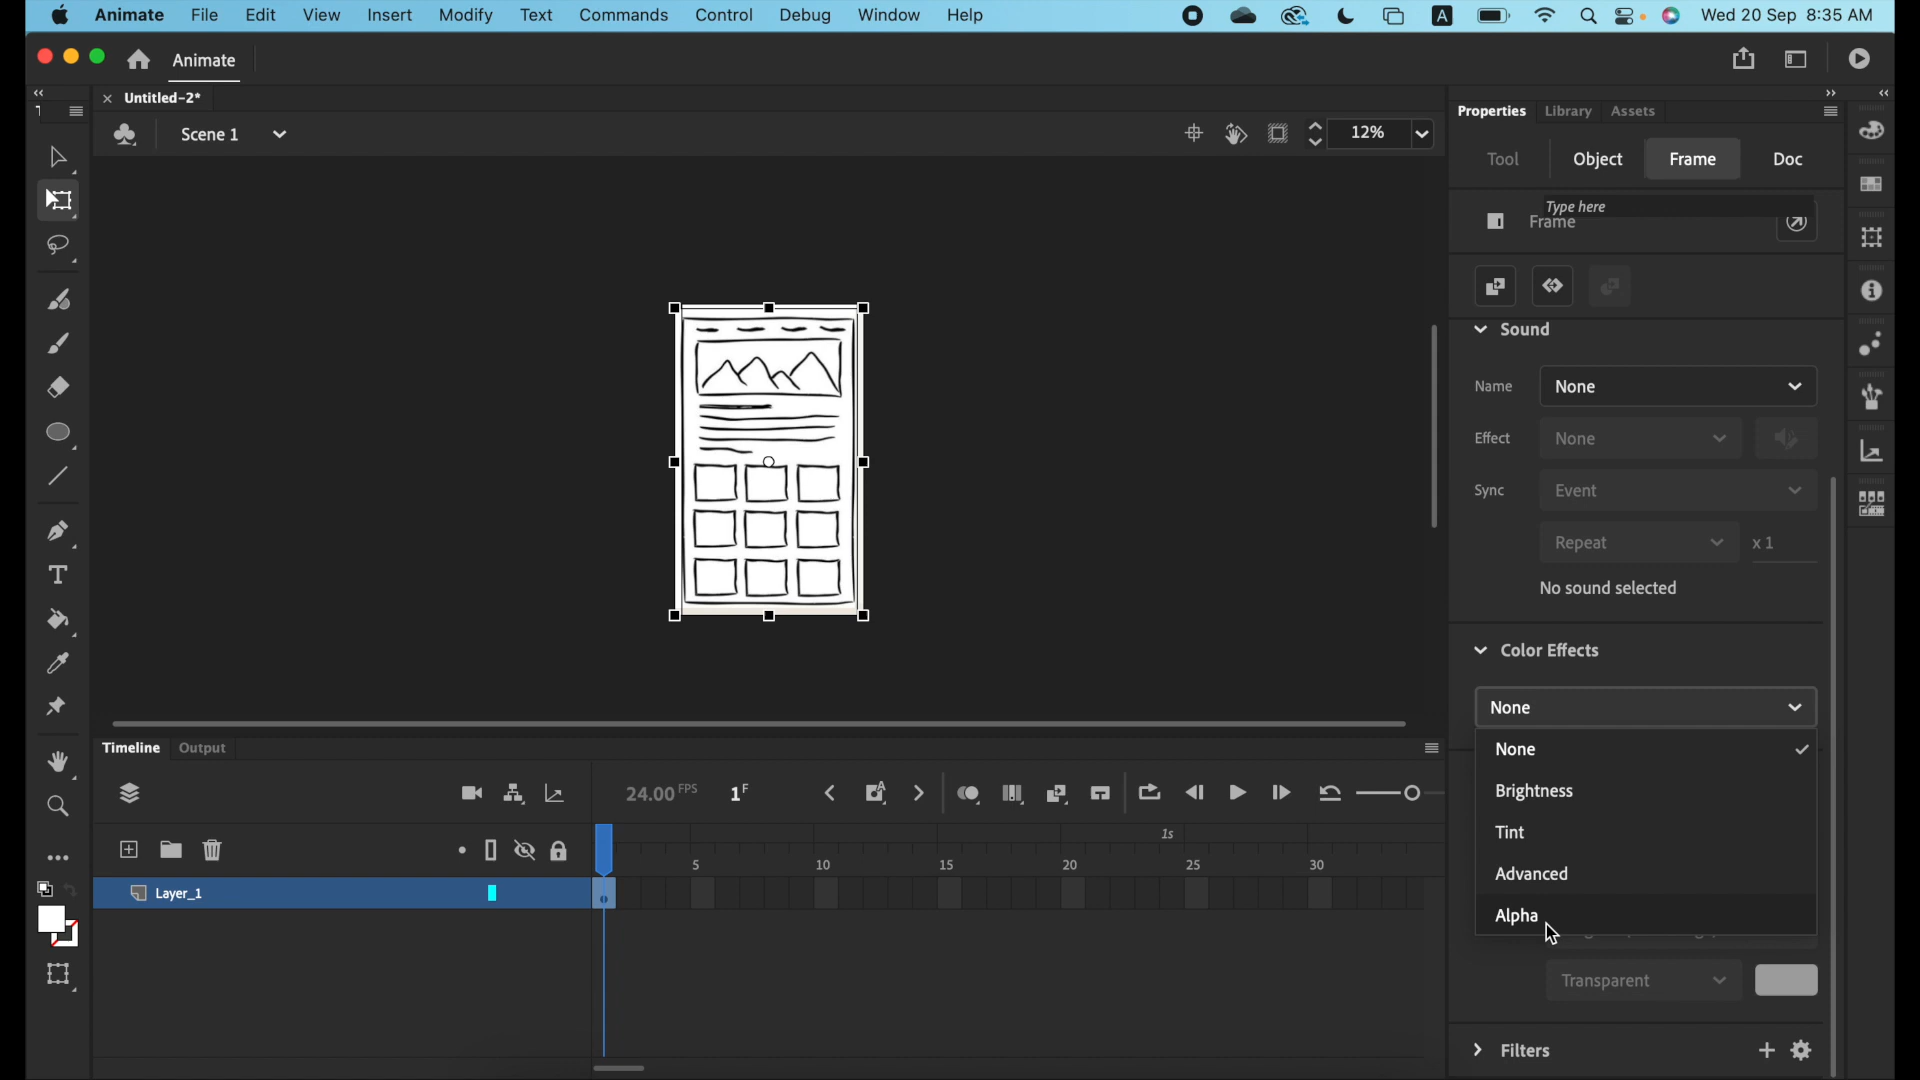 Animate File Edit View Insert Modify Text Commands Control Debug Window Help A Wed 20 Sep 8:35 AM
Animate
Untitled-2*
Scene 1
12%
Properties Library Assets
Tool Object Frame Doc
Type here
Frame
Sound
Name None
Effect None
Sync Event
Repeat x 1
No sound selected
Color Effects
None
None
Brightness
Tint
Advanced
Alpha
Transparent
Filters
Timeline Output
24.00 FPS 1 F
1s
5 10 15 20 25 30
Layer_1